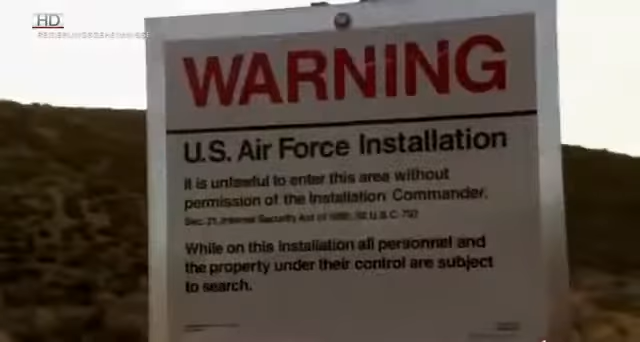 HD
REGIERUNGSGEHEIMNISSE
WARNING
U.S. Air Force Installation
It is unlawful to enter this area without
permission of the Installation Commander.
Sec. 21, Internal Security Act of 1950; 50 U.S.C. 797
While on this Installation all personnel and
the property under their control are subject
to search.